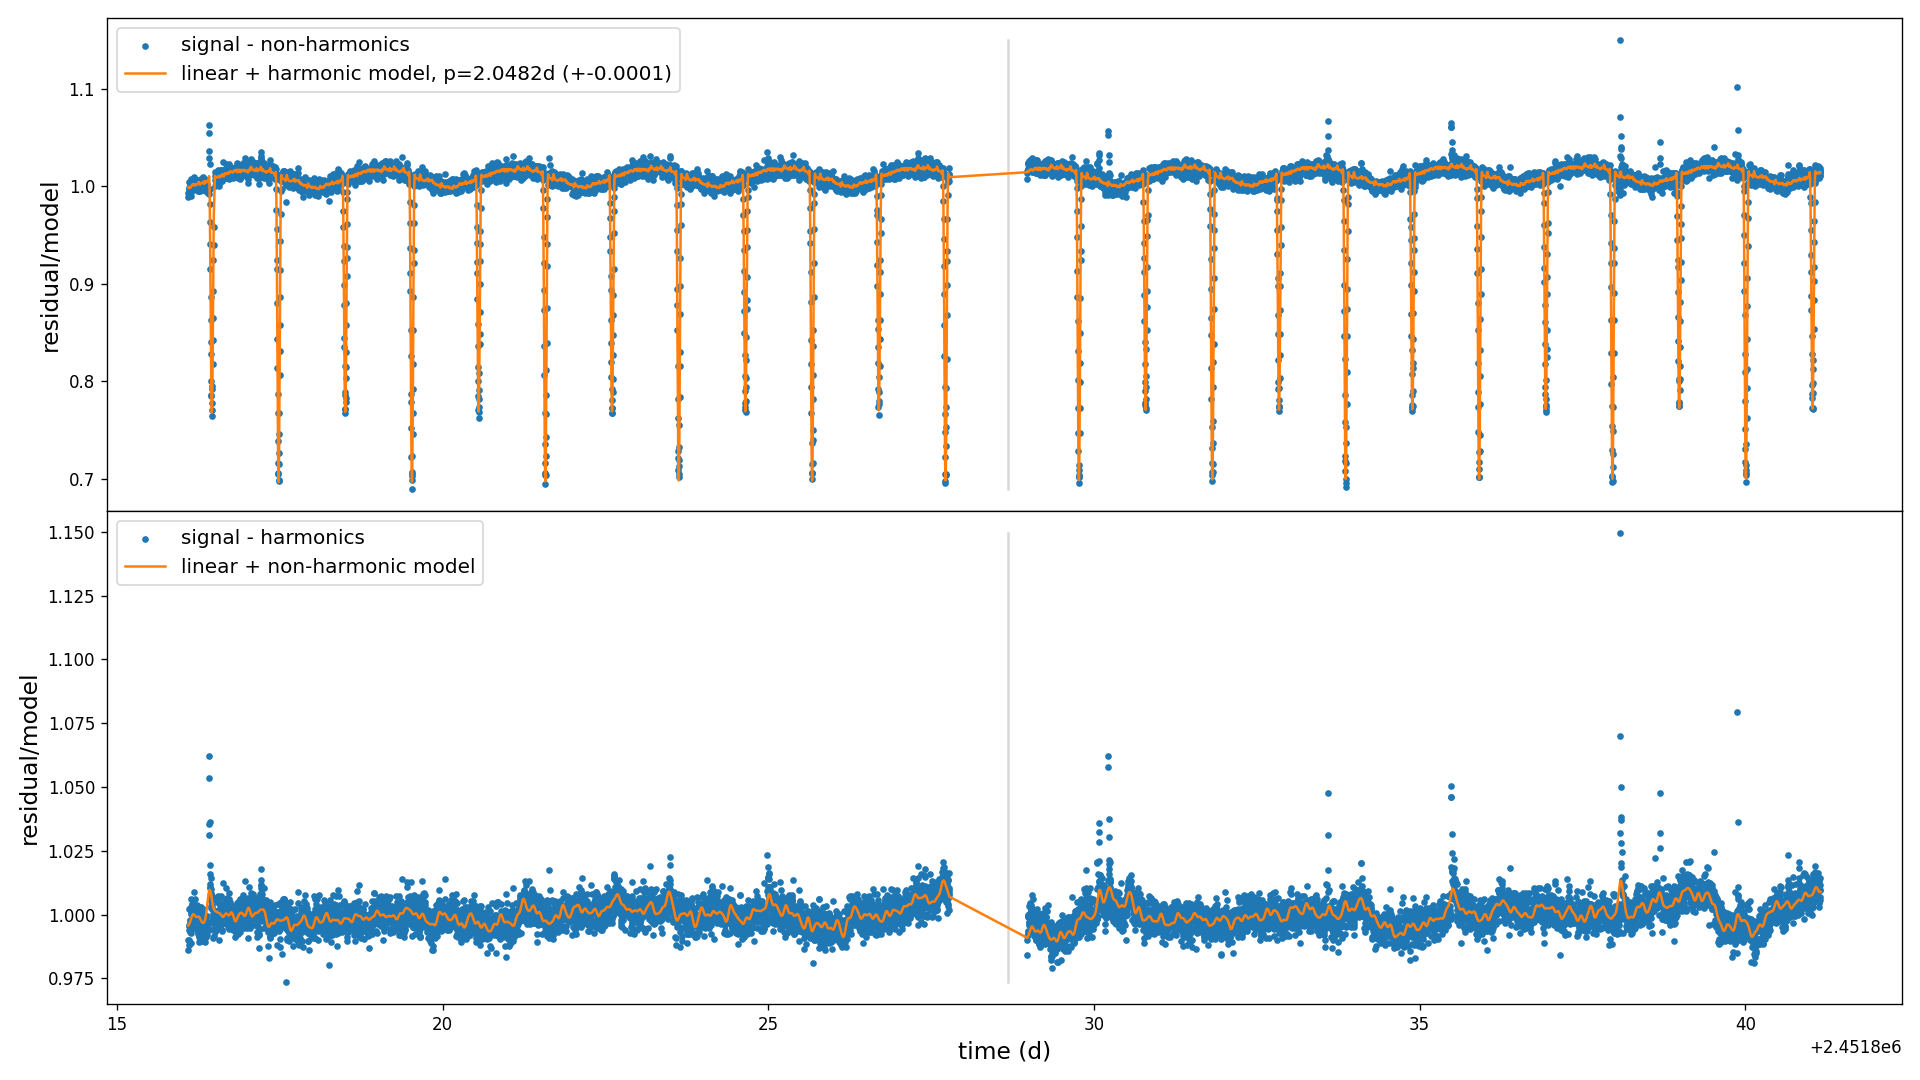 signal - non-harmonics
linear + harmonic model, p=2.0482d (+-0.0001)
residual/model
1.1
1.0
0.9
0.8
0.7
signal - harmonics
linear + non-harmonic model
residual/model
1.150
1.125
1.100
1.075
1.050
1.025
1.000
0.975
15 20 25 30 35 40
time (d)
+2.4518e6